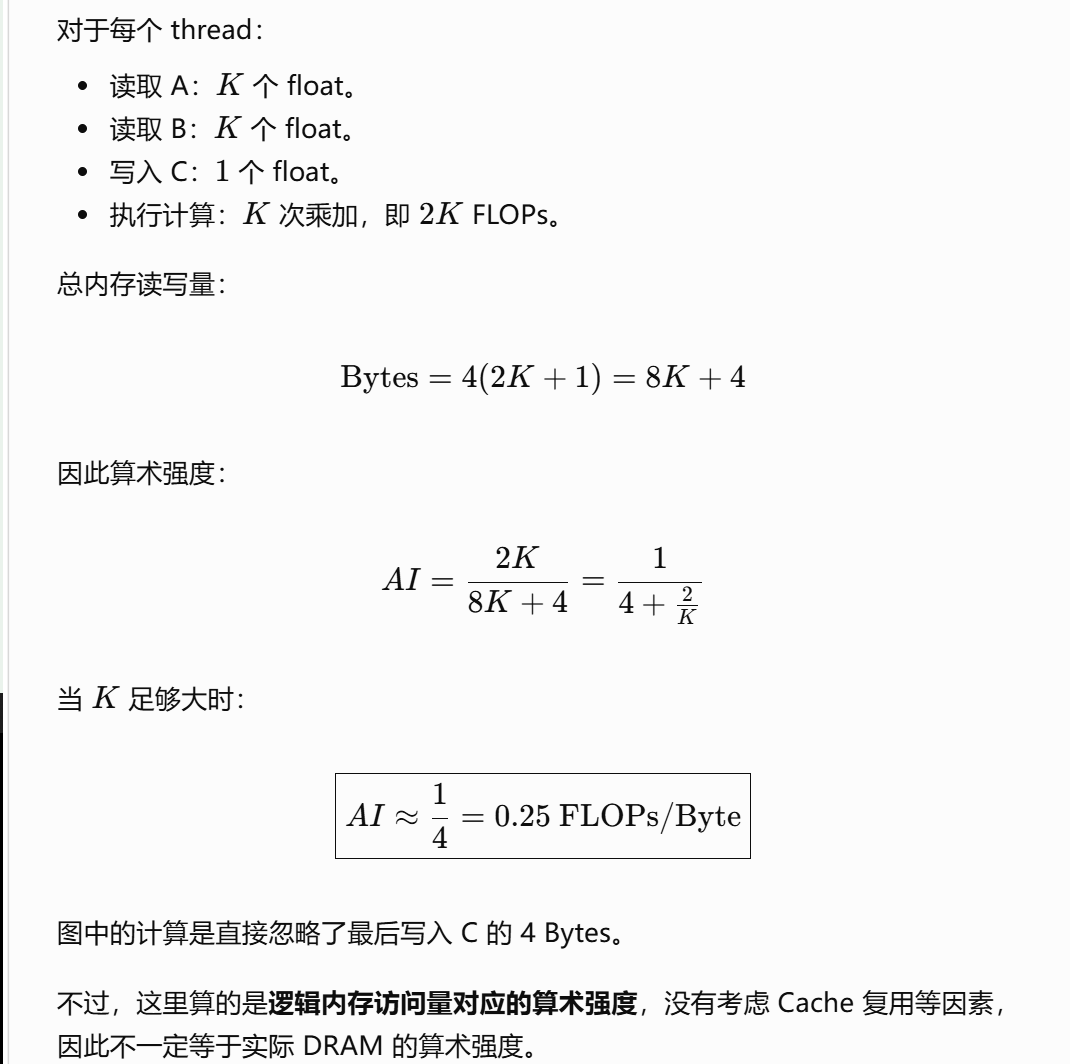 对于每个 thread：
• 读取 A：K 个 float。
• 读取 B：K 个 float。
• 写入 C：1 个 float。
• 执行计算：K 次乘加，即 2K FLOPs。
总内存读写量：
Bytes = 4(2K + 1) = 8K + 4
因此算术强度：
AI = \frac{2K}{8K + 4} = \frac{1}{4 + \frac{2}{K}}
当 K 足够大时：
AI ≈ \frac{1}{4} = 0.25 FLOPs/Byte
图中的计算是直接忽略了最后写入 C 的 4 Bytes。
不过，这里算的是逻辑内存访问量对应的算术强度，没有考虑 Cache 复用等因素，
因此不一定等于实际 DRAM 的算术强度。